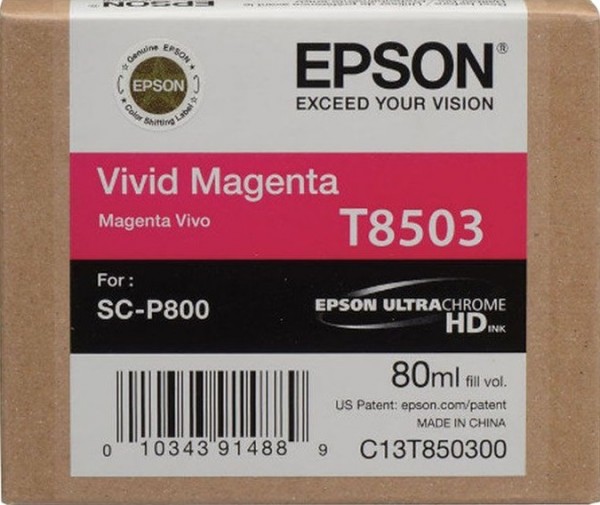 EPSON
Genuine EPSON
EPSON
Color Shifting Label
EPSON®
EXCEED YOUR VISION
Vivid Magenta
Magenta Vivo
T8503
For :
SC-P800
EPSON ULTRACHROME
HD INK
80ml fill vol.
US Patent: epson.com/patent
MADE IN CHINA
0 10343 91488 9
C13T850300